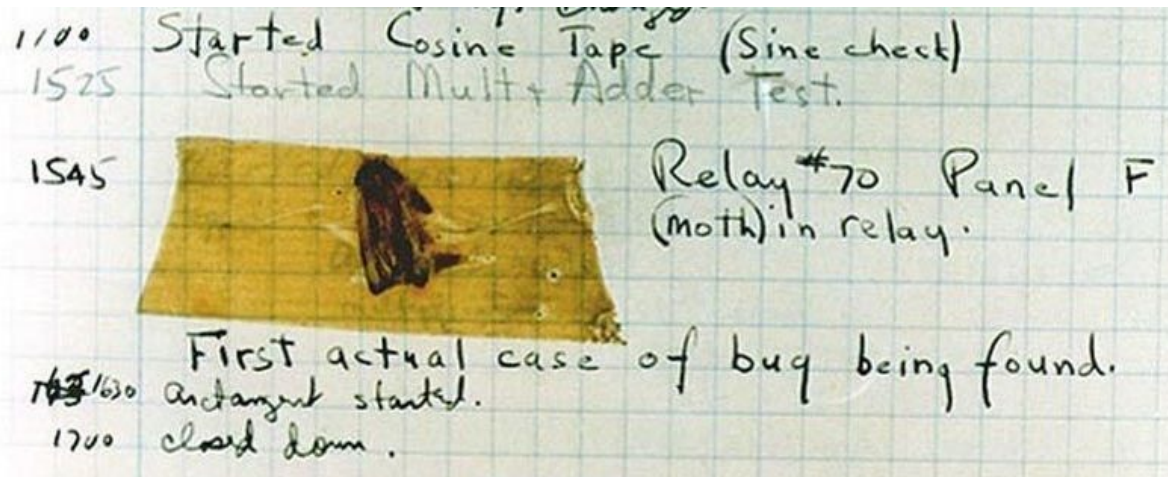 1100 Started Cosine Tape (Sine check)
1525 Started Mult + Adder Test.
1545 Relay #70 Panel F
(moth) in relay.
First actual case of bug being found.
1630 arctangent started.
1700 closed down.